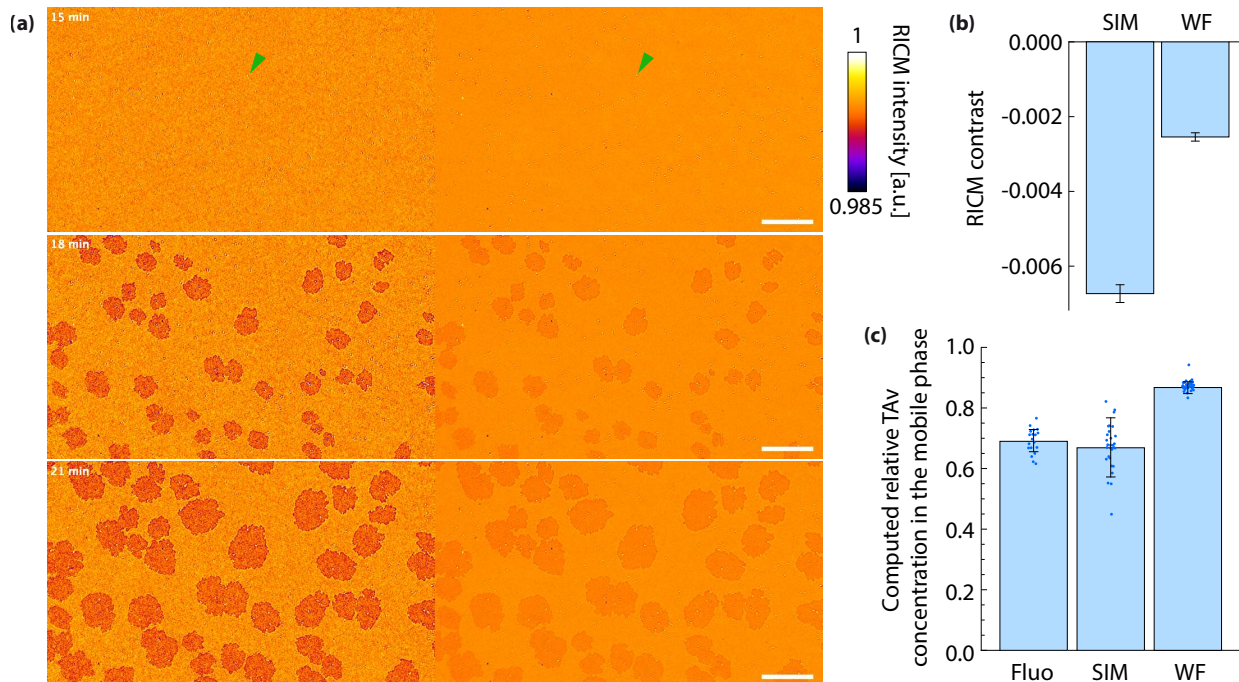 (a)
15 min
18 min
21 min
1
0.985
RICM intensity [a.u.]
(b)
SIM WF
0.000
-0.002
-0.004
-0.006
RICM contrast
(c)
1.0
0.8
0.6
0.4
0.2
0.0
Computed relative TAv
concentration in the mobile phase
Fluo SIM WF